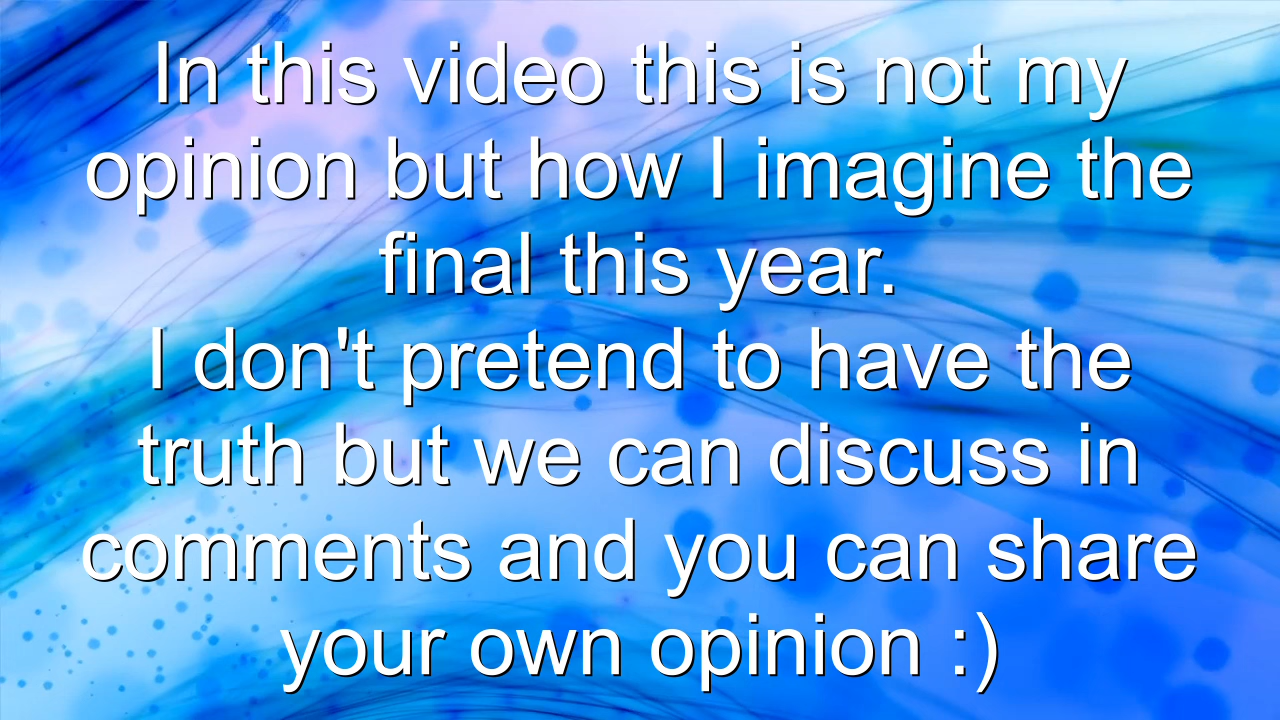 In this video this is not my
opinion but how I imagine the
final this year.
I don't pretend to have the
truth but we can discuss in
comments and you can share
your own opinion :)